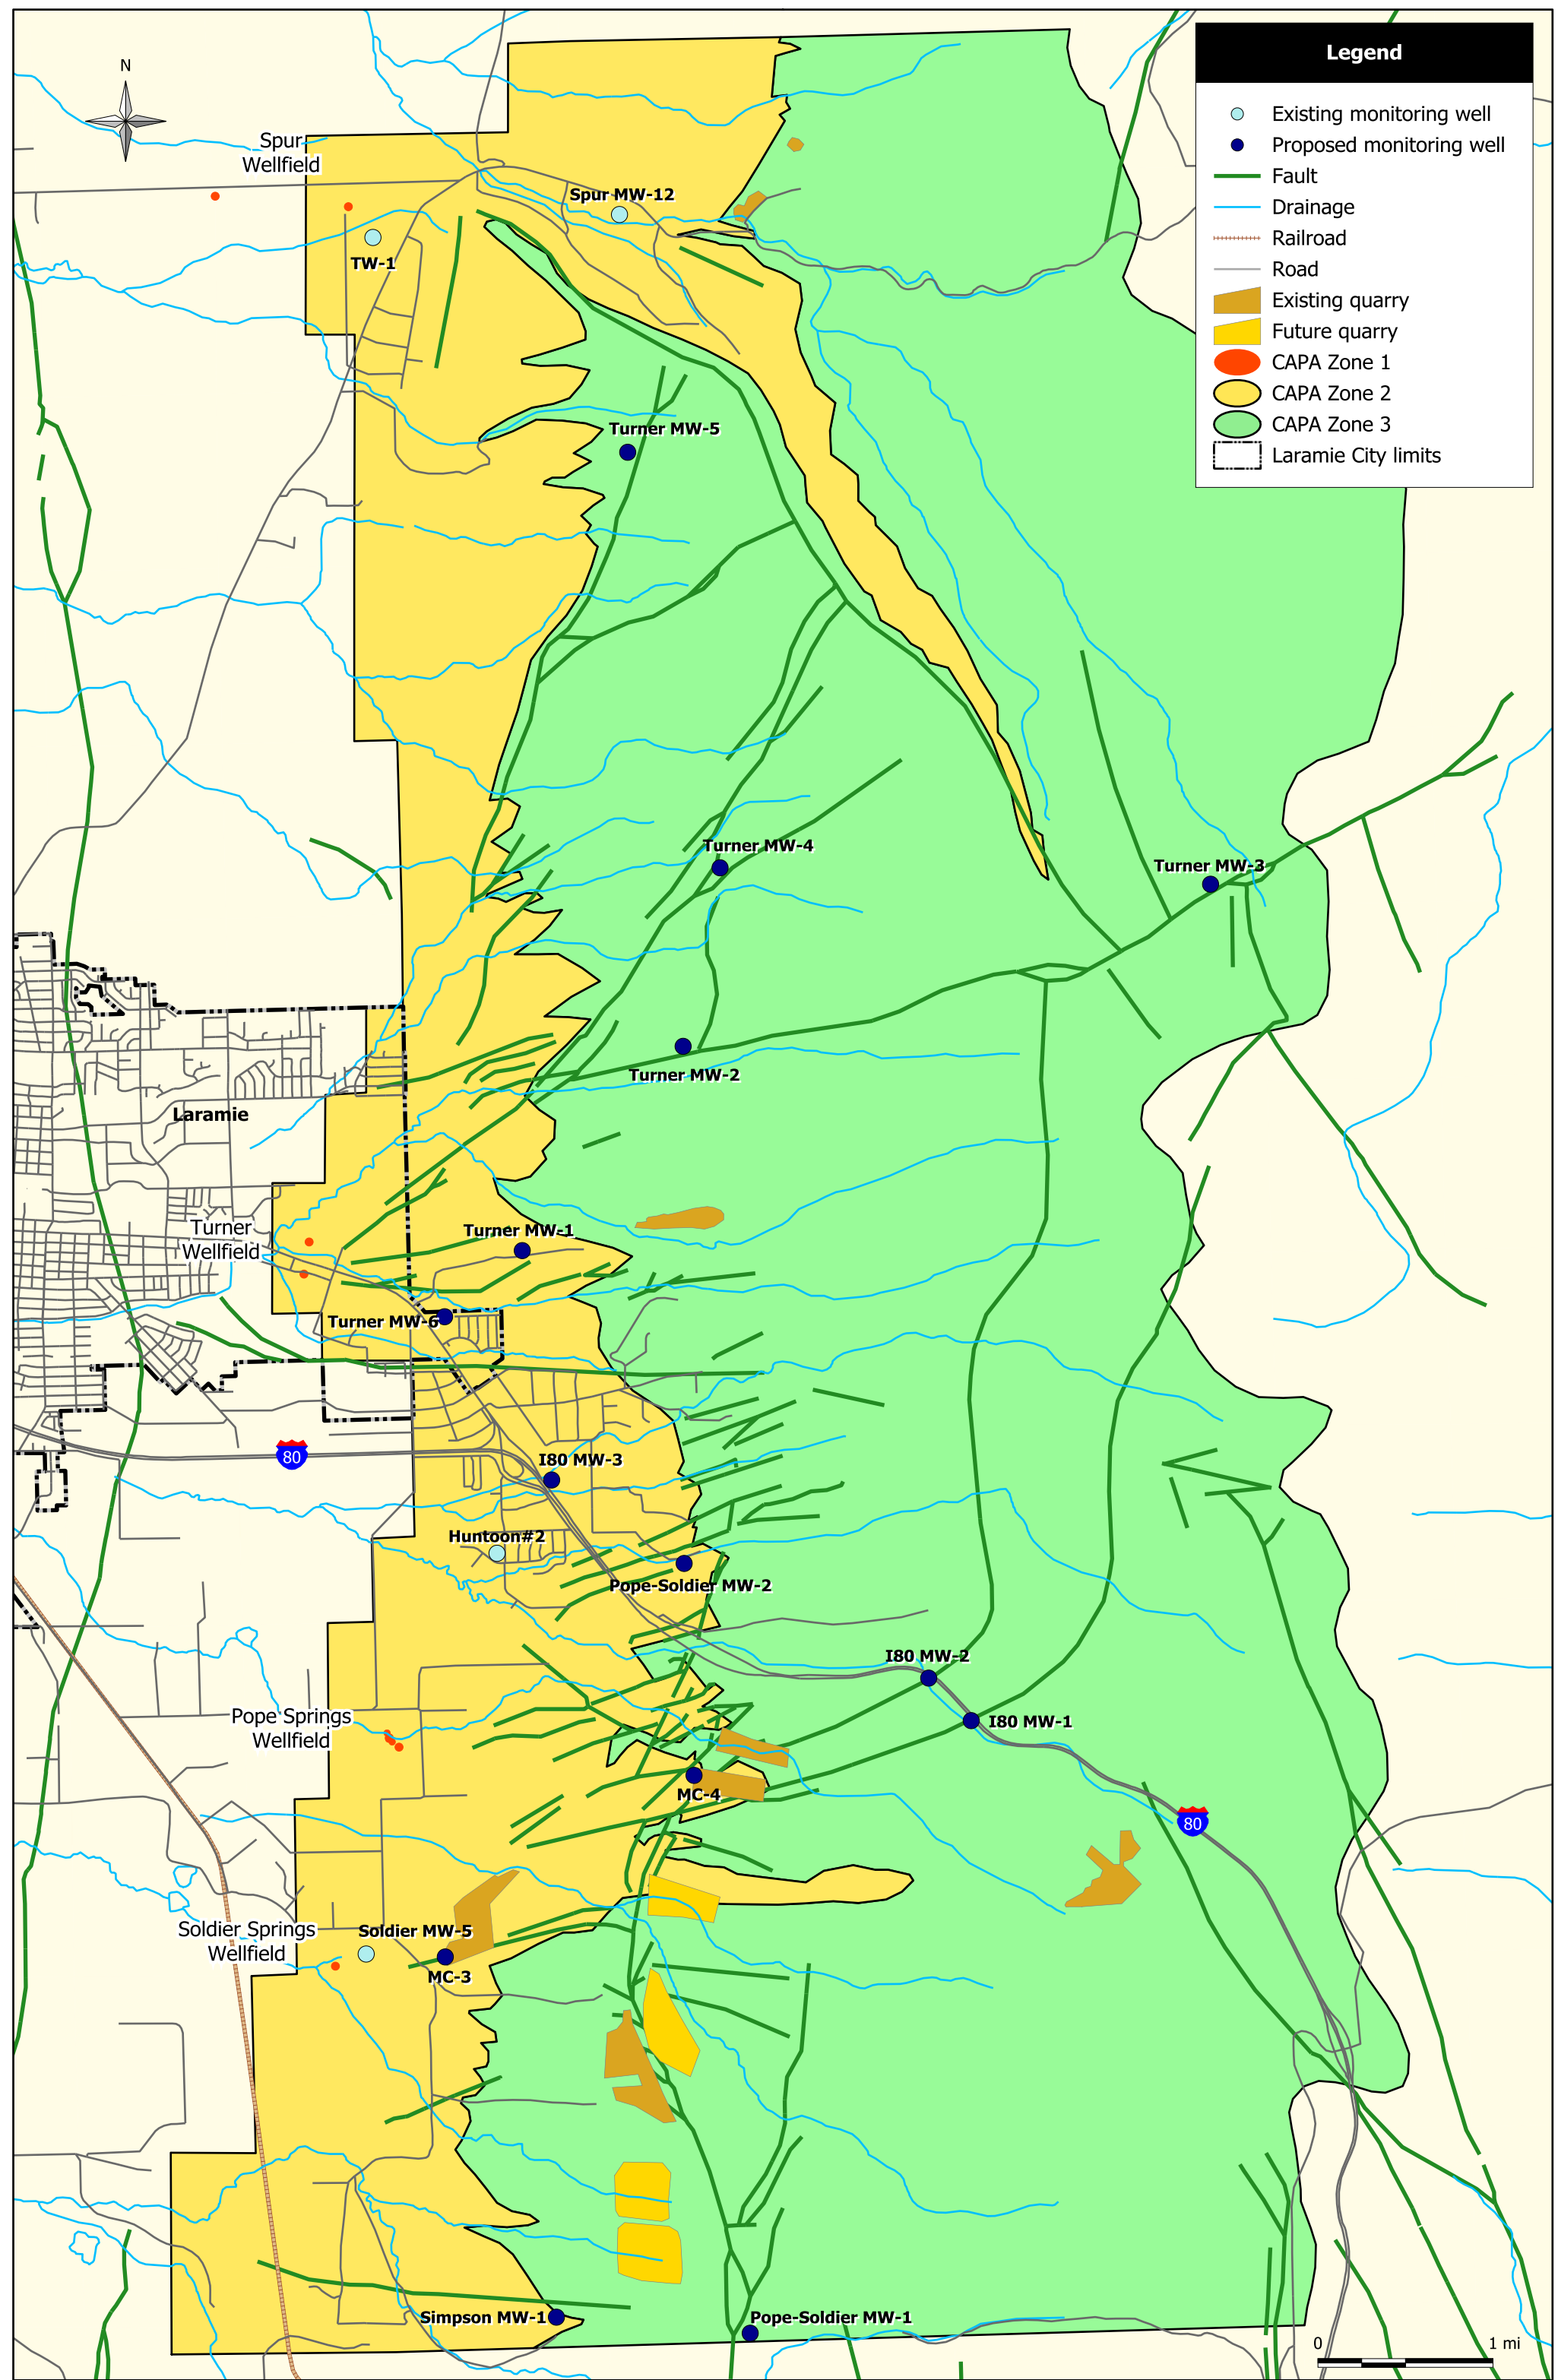 N
Legend
Existing monitoring well
Proposed monitoring well
Fault
Drainage
Railroad
Road
Existing quarry
Future quarry
CAPA Zone 1
CAPA Zone 2
CAPA Zone 3
Laramie City limits
Spur
Wellfield
Spur MW-12
TW-1
Turner MW-5
Turner MW-4
Turner MW-3
Turner MW-2
Laramie
Turner
Wellfield
Turner MW-1
Turner MW-6
80
I80 MW-3
Huntoon#2
Pope-Soldier MW-2
I80 MW-2
Pope Springs
Wellfield
I80 MW-1
MC-4
80
Soldier Springs
Wellfield
Soldier MW-5
MC-3
Simpson MW-1
Pope-Soldier MW-1
0 1 mi